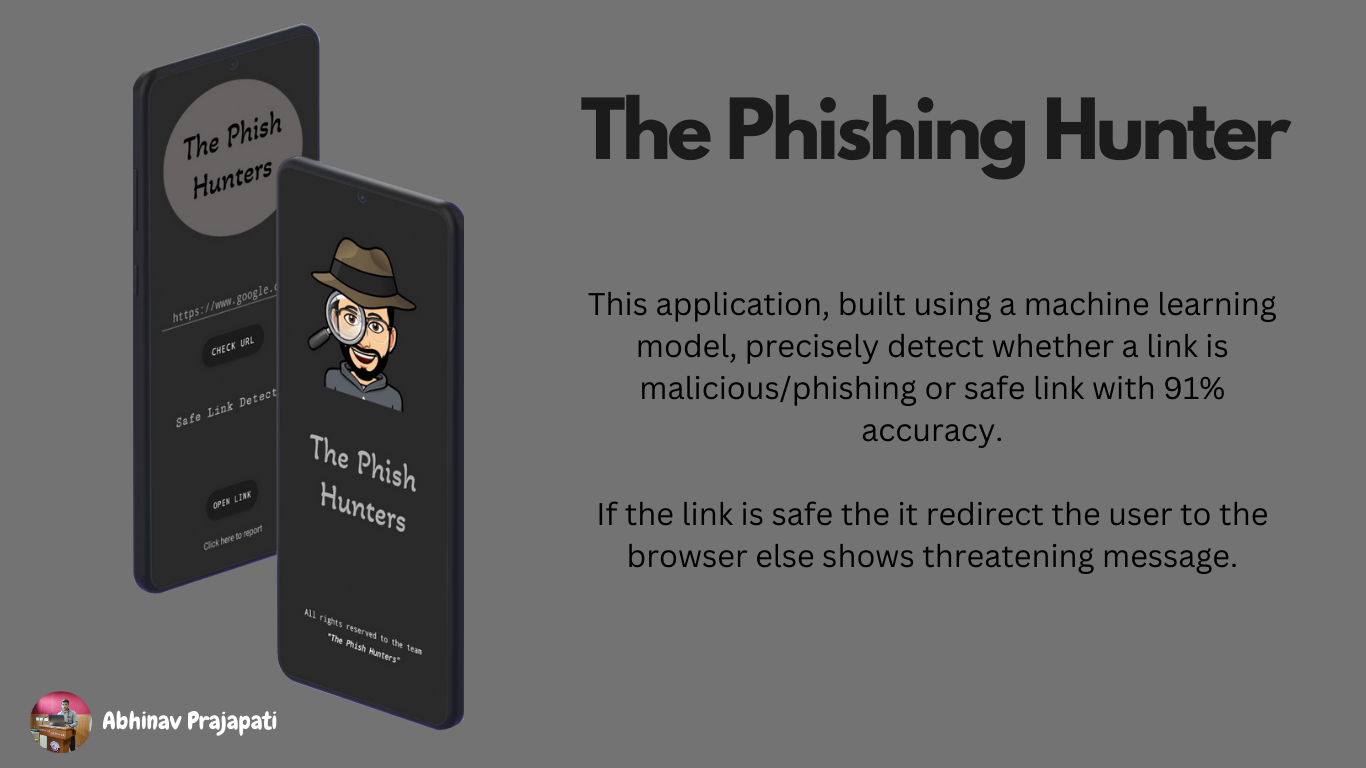 The Phish
Hunters
https://www.google.c
CHECK URL
Safe Link Detect
OPEN LINK
Click here to report
The Phish
Hunters
All rights reserved to the team
"The Phish Hunters"
The Phishing Hunter
This application, built using a machine learning
model, precisely detect whether a link is
malicious/phishing or safe link with 91%
accuracy.
If the link is safe the it redirect the user to the
browser else shows threatening message.
Abhinav Prajapati